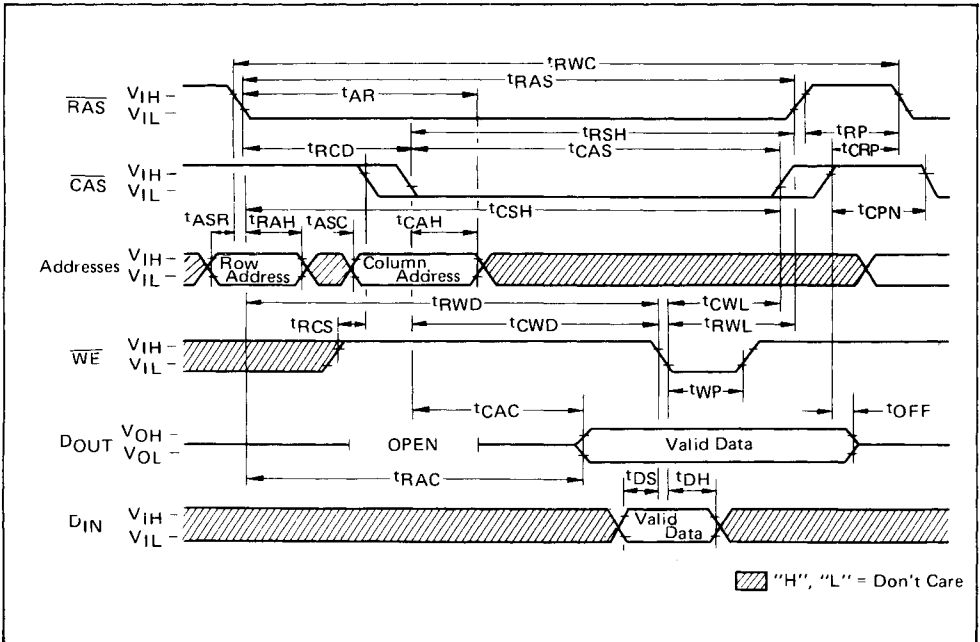 tRWC
tRAS
tAR
RAS VIH
VIL
tRSH
tRP
tRCD
tCAS
tCRP
CAS VIH
VIL
tCSH
tCPN
tASR
tRAH
tASC
tCAH
Addresses VIH
VIL
Row Address
Column Address
tRWD
tCWL
tRCS
tCWD
tRWL
WE VIH
VIL
tWP
tCAC
tOFF
DOUT VOH
VOL
OPEN
Valid Data
tRAC
tDS
tDH
DIN VIH
VIL
Valid Data
"H", "L" = Don't Care